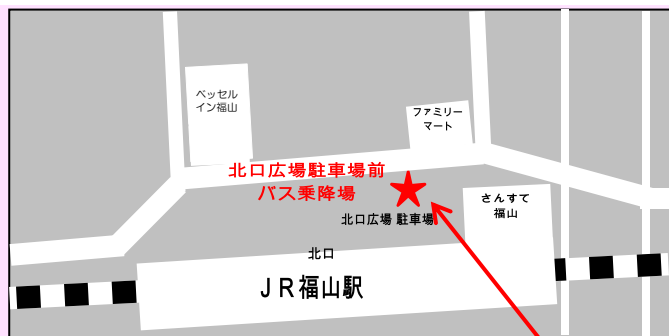 ベッセル
イン福山
ファミリー
マート
北口広場駐車場前
バス乗降場
さんすて
福山
北口広場 駐車場
北口
ＪＲ福山駅